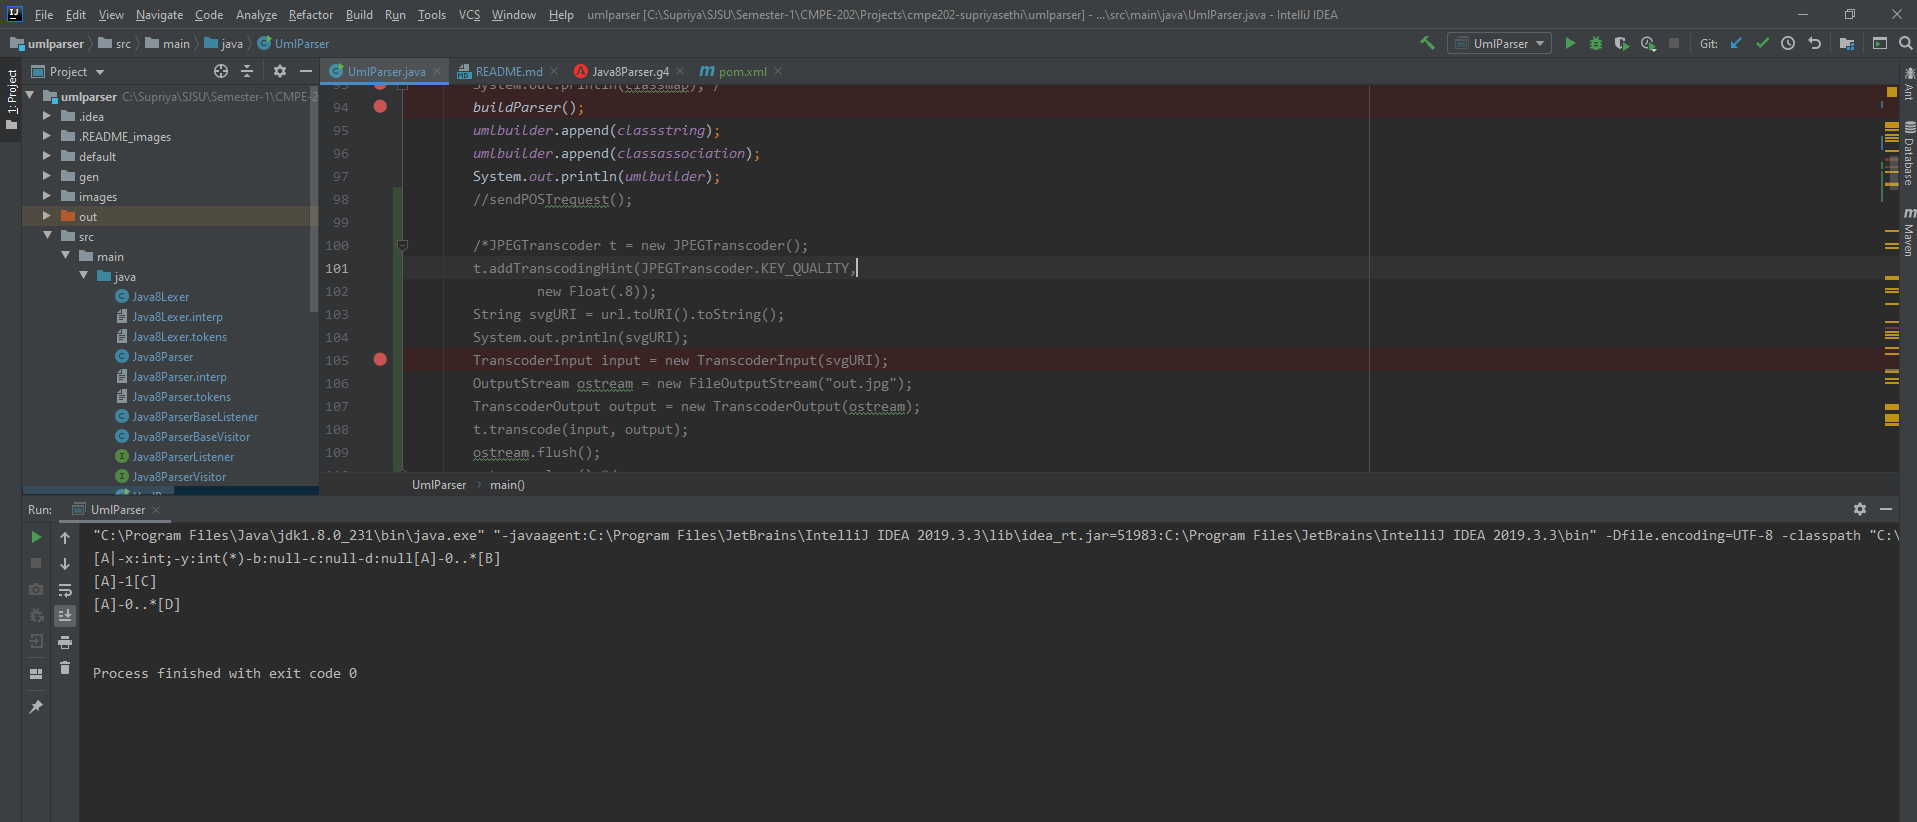 File Edit View Navigate Code Analyze Refactor Build Run Tools VCS Window Help umlparser [C:\Supriya\SJSU\Semester-1\CMPE-202\Projects\cmpe202-supriyasethi\umlparser] - ...\src\main\java\UmlParser.java - IntelliJ IDEA
umlparser src main java UmlParser
UmlParser Git:
Project
UmlParser.java README.md Java8Parser.g4 pom.xml
1: Project
umlparser C:\Supriya\SJSU\Semester-1\CMPE-2
.idea
.README_images
default
gen
images
out
src
main
java
Java8Lexer
Java8Lexer.interp
Java8Lexer.tokens
Java8Parser
Java8Parser.interp
Java8Parser.tokens
Java8ParserBaseListener
Java8ParserBaseVisitor
Java8ParserListener
Java8ParserVisitor
93 System.out.println(classmap);*/
94 buildParser();
95 umlbuilder.append(classstring);
96 umlbuilder.append(classassociation);
97 System.out.println(umlbuilder);
98 //sendPOSTrequest();
99
100 /*JPEGTranscoder t = new JPEGTranscoder();
101 t.addTranscodingHint(JPEGTranscoder.KEY_QUALITY,
102 new Float(.8));
103 String svgURI = url.toURI().toString();
104 System.out.println(svgURI);
105 TranscoderInput input = new TranscoderInput(svgURI);
106 OutputStream ostream = new FileOutputStream("out.jpg");
107 TranscoderOutput output = new TranscoderOutput(ostream);
108 t.transcode(input, output);
109 ostream.flush();
UmlParser main()
Ant
Database
Maven
Run: UmlParser
"C:\Program Files\Java\jdk1.8.0_231\bin\java.exe" "-javaagent:C:\Program Files\JetBrains\IntelliJ IDEA 2019.3.3\lib\idea_rt.jar=51983:C:\Program Files\JetBrains\IntelliJ IDEA 2019.3.3\bin" -Dfile.encoding=UTF-8 -classpath "C:\
[A|-x:int;-y:int(*)-b:null-c:null-d:null[A]-0..*[B]
[A]-1[C]
[A]-0..*[D]
Process finished with exit code 0